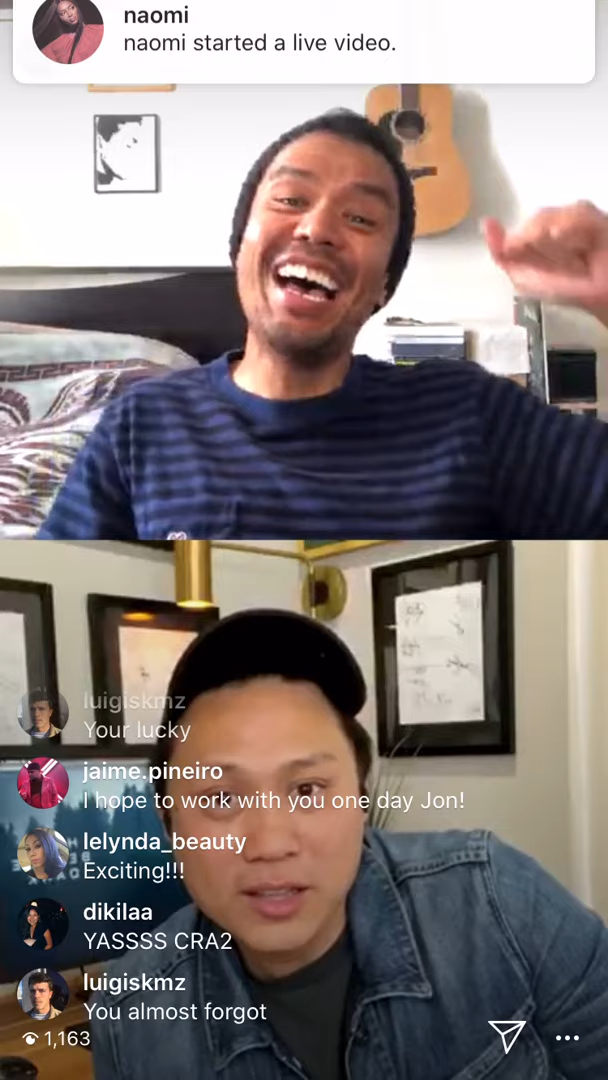 naomi
naomi started a live video.
luigiskmz
Your lucky
jaime.pineiro
I hope to work with you one day Jon!
lelynda_beauty
Exciting!!!
dikilaa
YASSSS CRA2
luigiskmz
You almost forgot
1,163